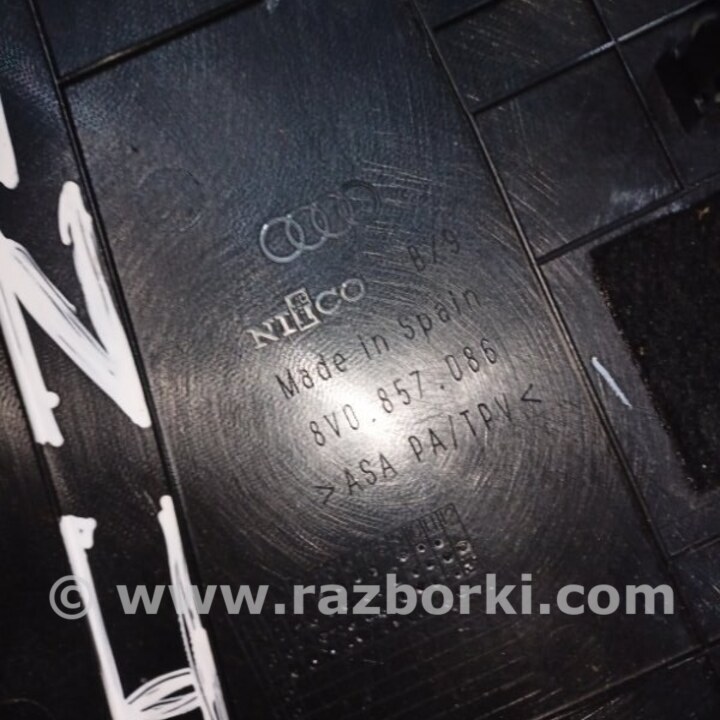 B/9
NIFCO
Made in Spain
8V0.857.086
>ASA PA/TPV<
© www.razborki.com